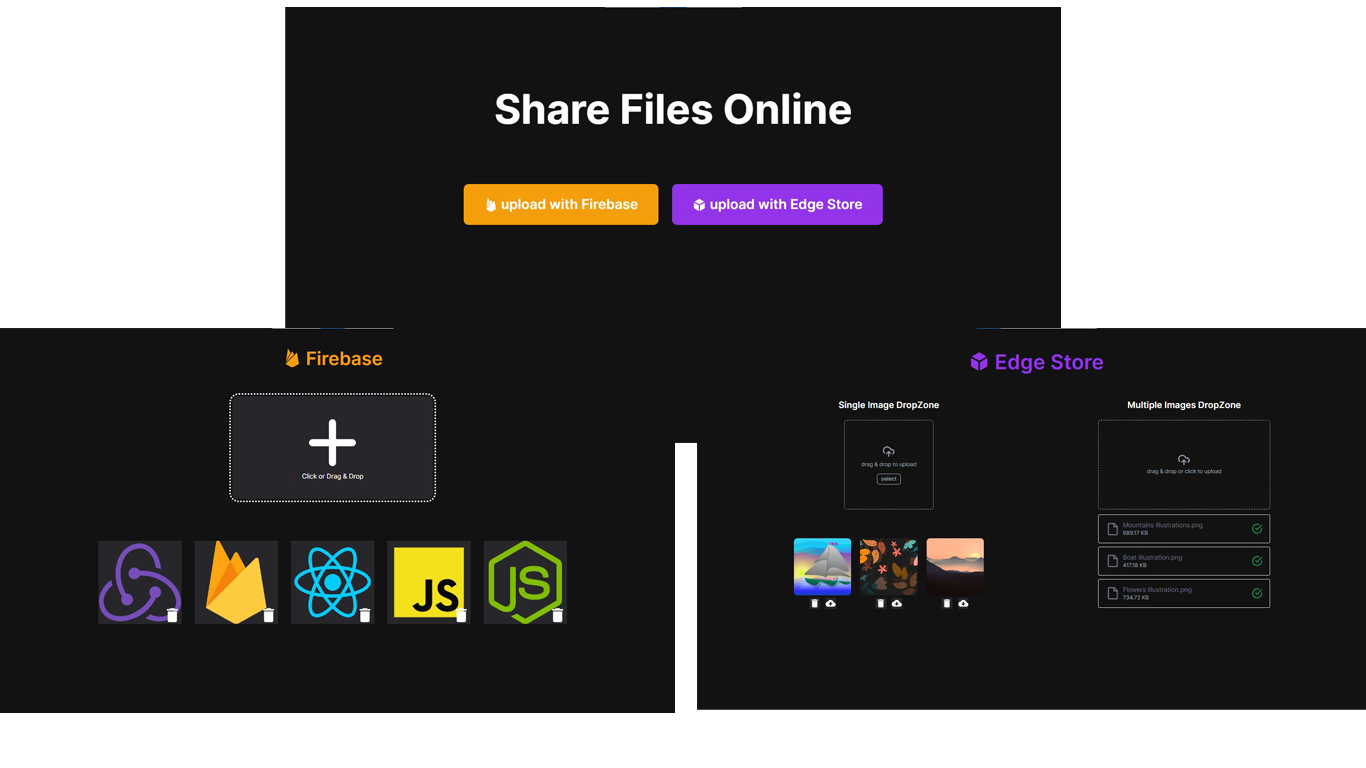 Share Files Online
upload with Firebase
upload with Edge Store
Firebase
Click or Drag & Drop
JS
JS
Edge Store
Single Image DropZone
drag & drop to upload
select
Multiple Images DropZone
drag & drop or click to upload
Mountains Illustrations.png
689.17 KB
Boat Illustration.png
417.18 KB
Flowers Illustration.png
734.72 KB